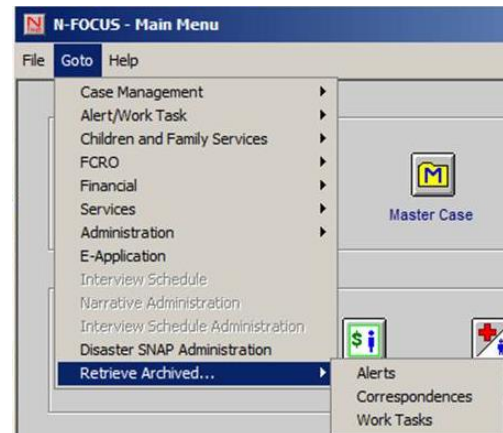 N-FOCUS - Main Menu
File Goto Help
Case Management
Alert/Work Task
Children and Family Services
FCRO
Financial
Services
Administration
E-Application
Interview Schedule
Narrative Administration
Interview Schedule Administration
Disaster SNAP Administration
Retrieve Archived...
Alerts
Correspondences
Work Tasks
M
Master Case
$